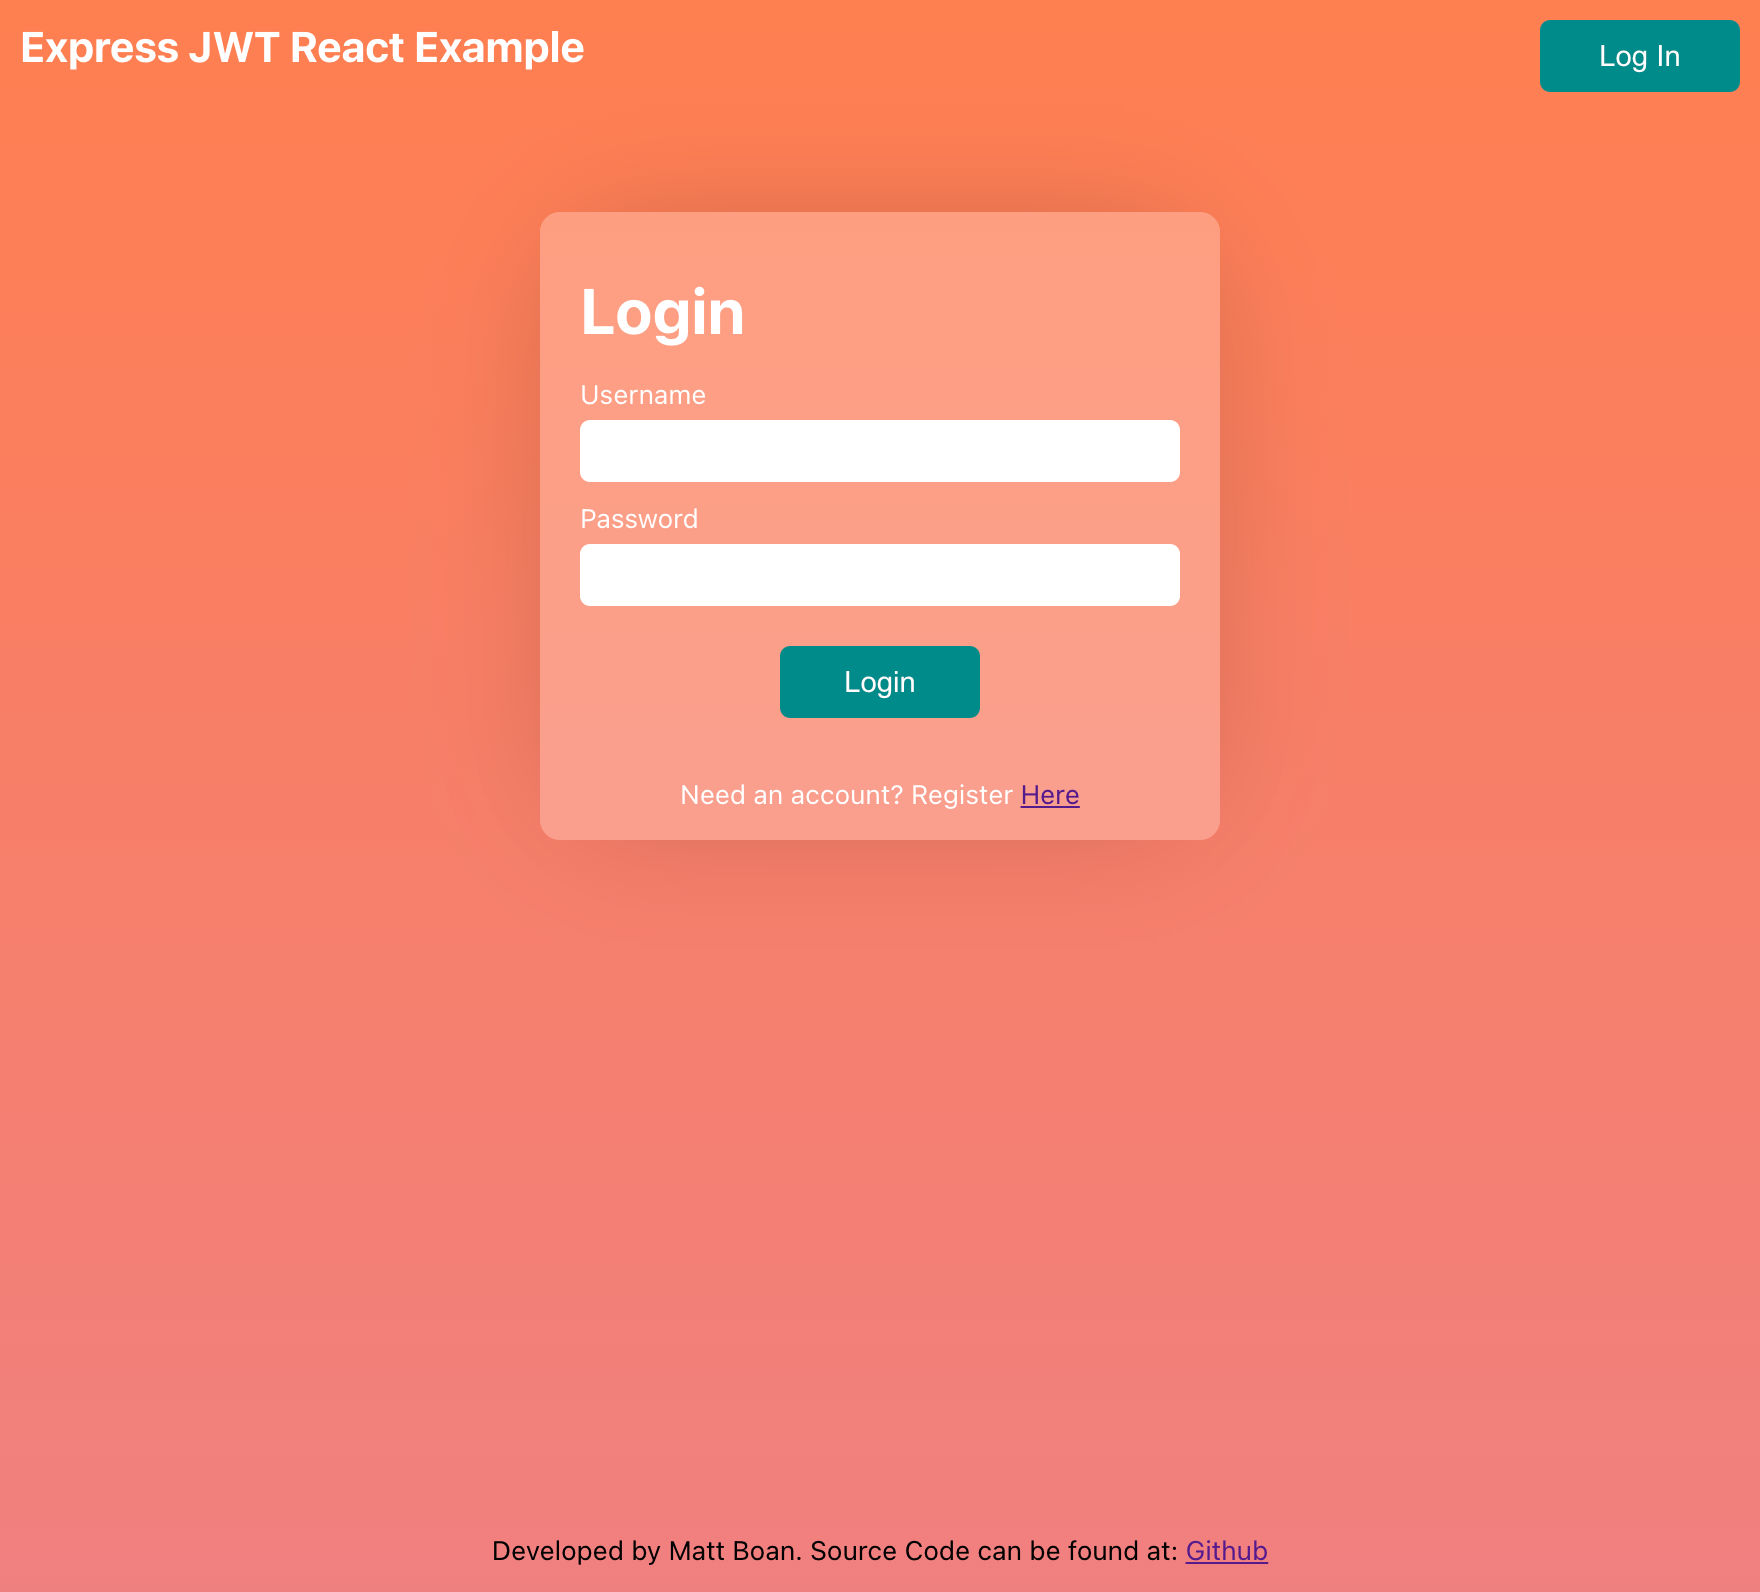 Express JWT React Example
Log In
Login
Username
Password
Login
Need an account? Register Here
Developed by Matt Boan. Source Code can be found at: Github